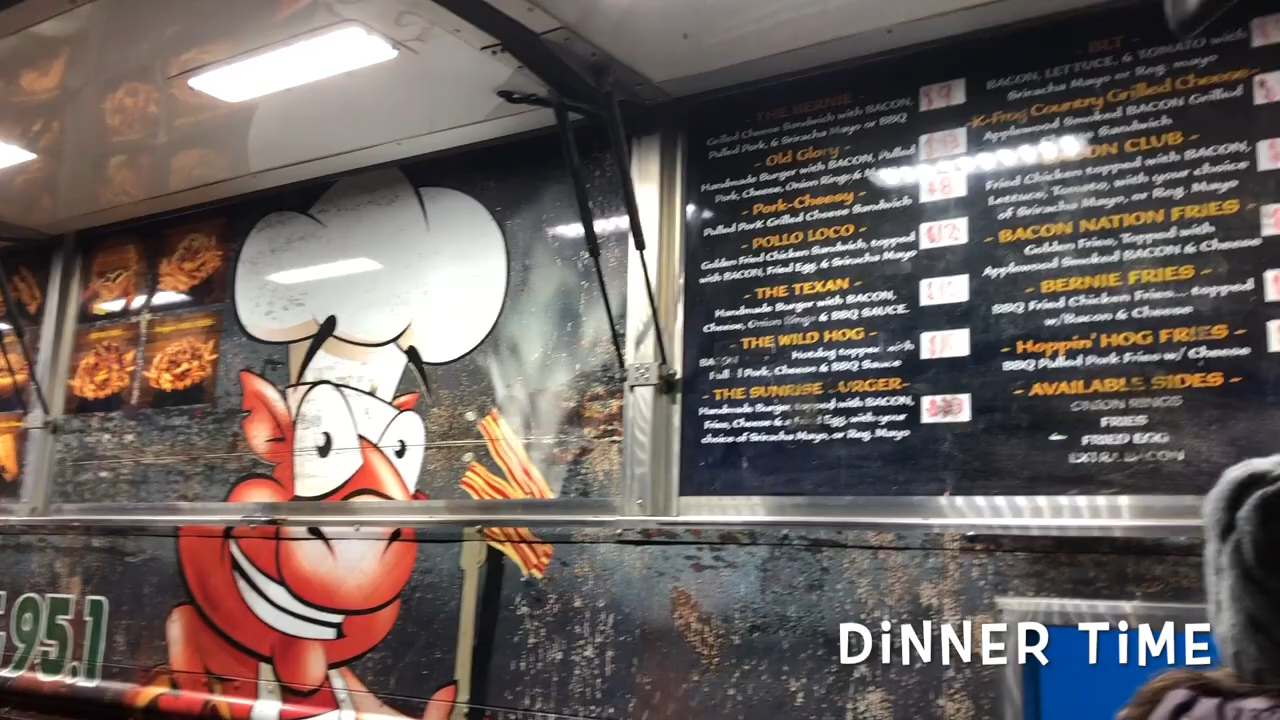 - THE BERNIE -
Grilled Cheese Sandwich with BACON,
Pulled Pork, & Sriracha Mayo or BBQ
$9
- Old Glory -
Handmade Burger with BACON, Pulled
Pork, Cheese, Onion Rings &
- Pork-Cheesy -
Pulled Pork Grilled Cheese Sandwich
$8
- POLLO LOCO -
Golden Fried Chicken Sandwich, topped
with BACON, Fried Egg, & Sriracha Mayo
$12
- THE TEXAN -
Handmade Burger with BACON,
Cheese, Onion Rings & BBQ SAUCE.
- THE WILD HOG -
BACON Hotdog topped with
Pork, Cheese & BBQ Sauce
- THE SUNRISE URGER-
Handmade Burger topped with BACON,
Fries, Cheese & a Fried Egg, with your
choice of Sriracha Mayo, or Reg. Mayo
- BLT -
BACON, LETTUCE, & TOMATO with
Sriracha Mayo or Reg. mayo
-K-Frog Country Grilled Cheese-
Applewood Smoked BACON Grilled
Cheese Sandwich
CON CLUB -
Fried Chicken topped with BACON,
Lettuce, Tomato, with your choice
of Sriracha Mayo, or Reg. Mayo
- BACON NATION FRIES -
Golden Fries, Topped with
Applewood Smoked BACON & Cheese
- BERNIE FRIES -
BBQ Fried Chicken Fries... topped
w/Bacon & Cheese
- Hoppin' HOG FRIES -
BBQ Pulled Pork Fries w/ Cheese
- AVAILABLE SIDES -
ONION RINGS
FRIES
FRIED EGG
EXTRA BACON
95.1
DiNNER TiME